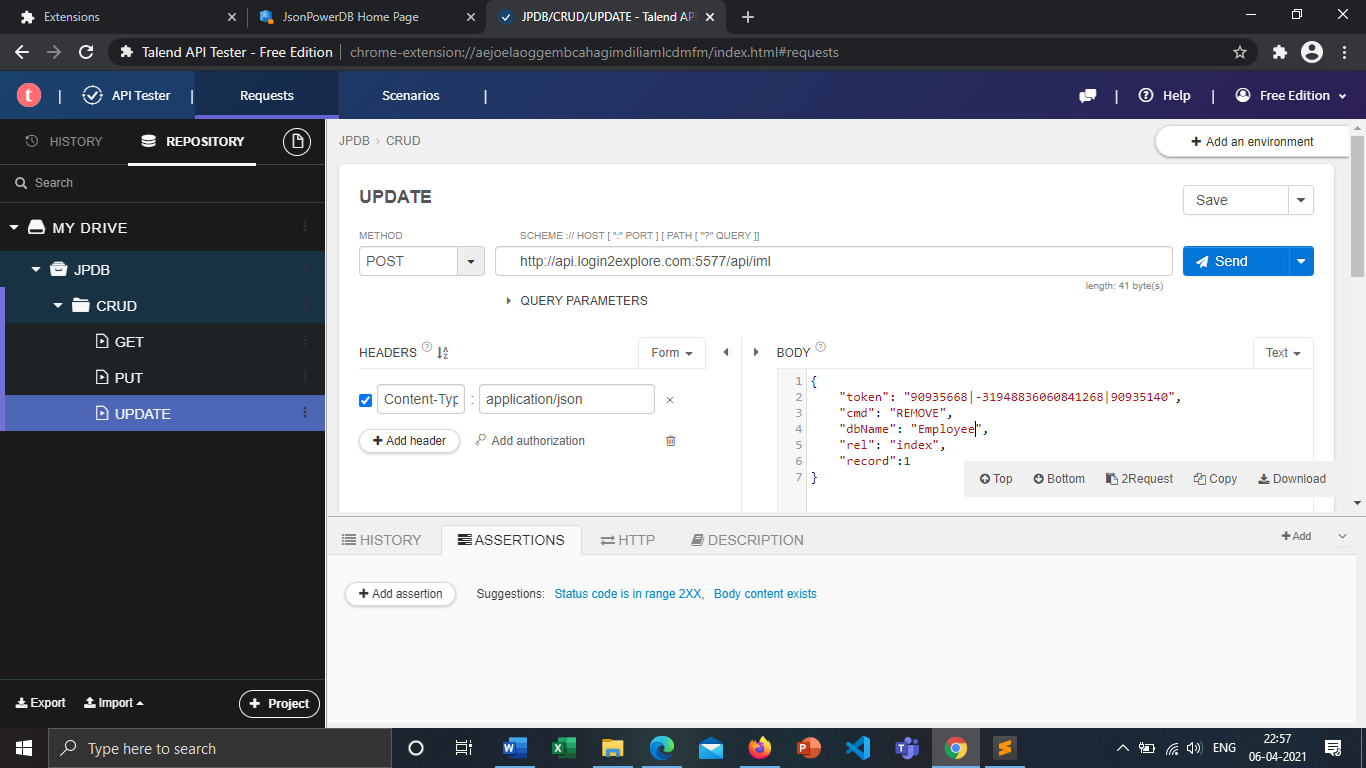 Extensions
JsonPowerDB Home Page
JPDB/CRUD/UPDATE - Talend API
Talend API Tester - Free Edition
chrome-extension://aejoelaoggembcahagimdiliamlcdmfm/index.html#requests
t | API Tester | Requests Scenarios | | Help | Free Edition
HISTORY REPOSITORY
Search
MY DRIVE
JPDB
CRUD
GET
PUT
UPDATE
Export Import + Project
JPDB › CRUD
+ Add an environment
UPDATE
Save
METHOD
SCHEME :// HOST [ ":" PORT ] [ PATH [ "?" QUERY ]]
POST
http://api.login2explore.com:5577/api/iml
Send
length: 41 byte(s)
QUERY PARAMETERS
HEADERS ? Form
Content-Typ : application/json ×
+ Add header Add authorization
BODY ? Text
1 {
2 "token": "90935668|-31948836060841268|90935140",
3 "cmd": "REMOVE",
4 "dbName": "Employee",
5 "rel": "index",
6 "record":1
7 }
Top Bottom 2Request Copy Download
HISTORY ASSERTIONS HTTP DESCRIPTION
+ Add
+ Add assertion Suggestions: Status code is in range 2XX, Body content exists
Type here to search
ENG
22:57
06-04-2021